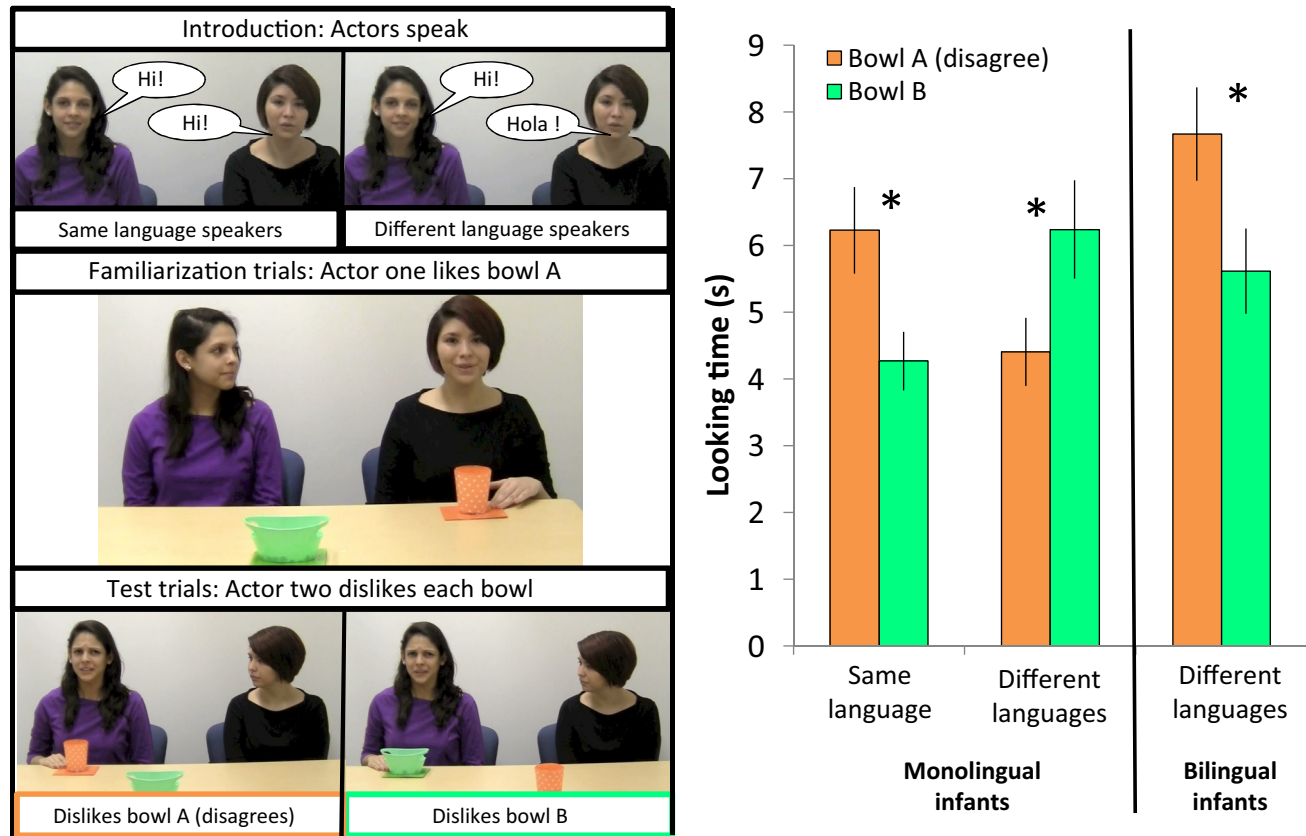 Introduction: Actors speak
Hi!
Hi!
Hi!
Hola !
Same language speakers
Different language speakers
Familiarization trials: Actor one likes bowl A
Test trials: Actor two dislikes each bowl
Dislikes bowl A (disagrees)
Dislikes bowl B
Bowl A (disagree)
Bowl B
Looking time (s)
9
8
7
6
5
4
3
2
1
0
*
*
*
Same
language
Different
languages
Different
languages
Monolingual
infants
Bilingual
infants